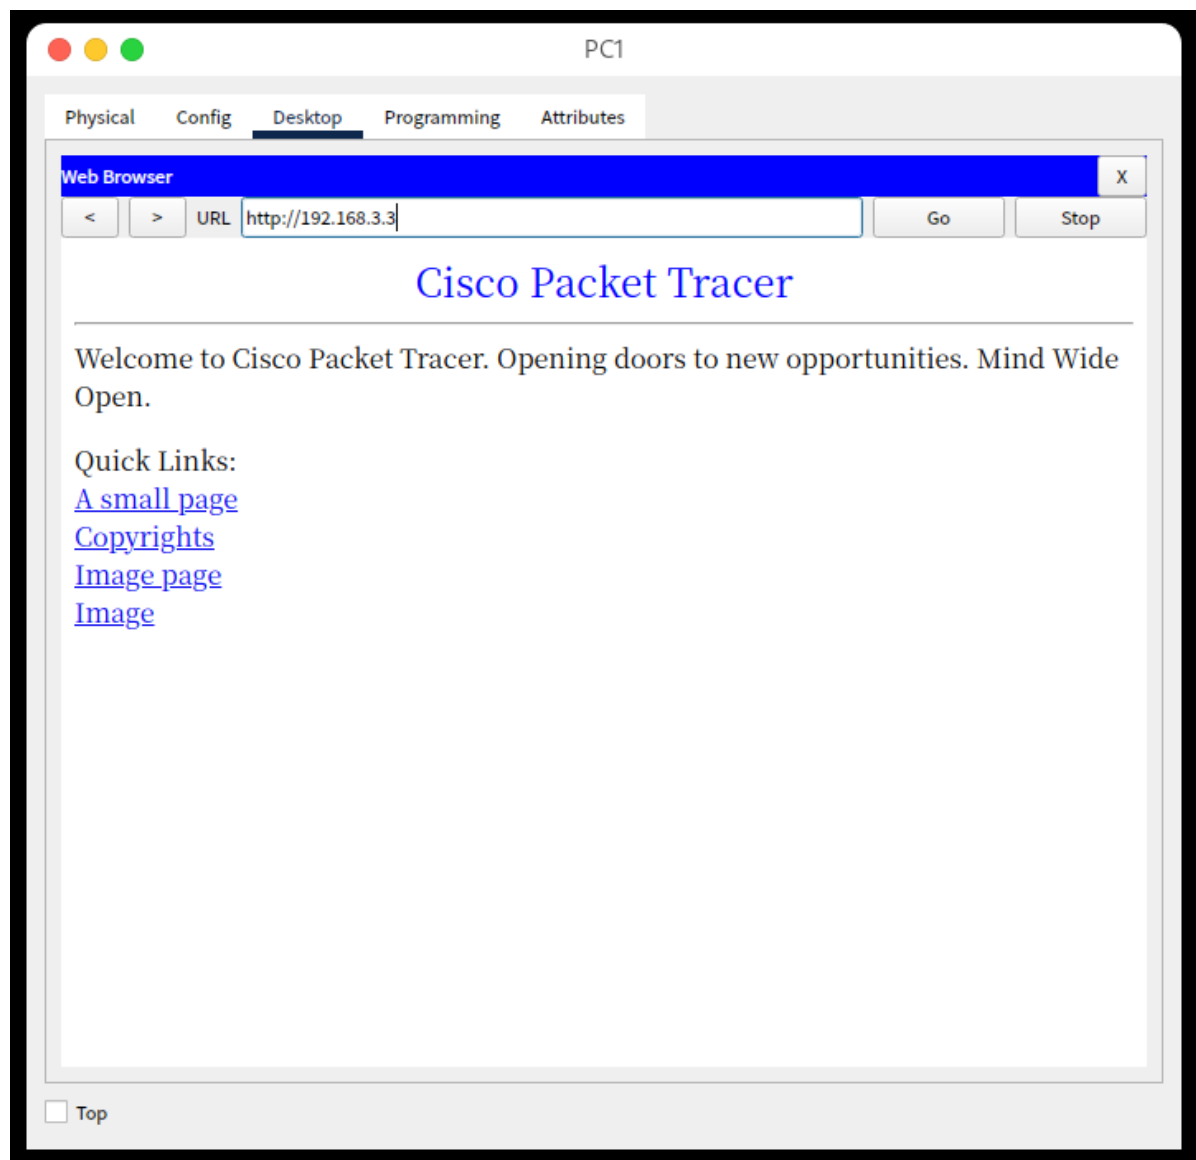 PC1
Physical Config Desktop Programming Attributes
Web Browser X
< > URL http://192.168.3.3 Go Stop
Cisco Packet Tracer
Welcome to Cisco Packet Tracer. Opening doors to new opportunities. Mind Wide
Open.
Quick Links:
A small page
Copyrights
Image page
Image
Top